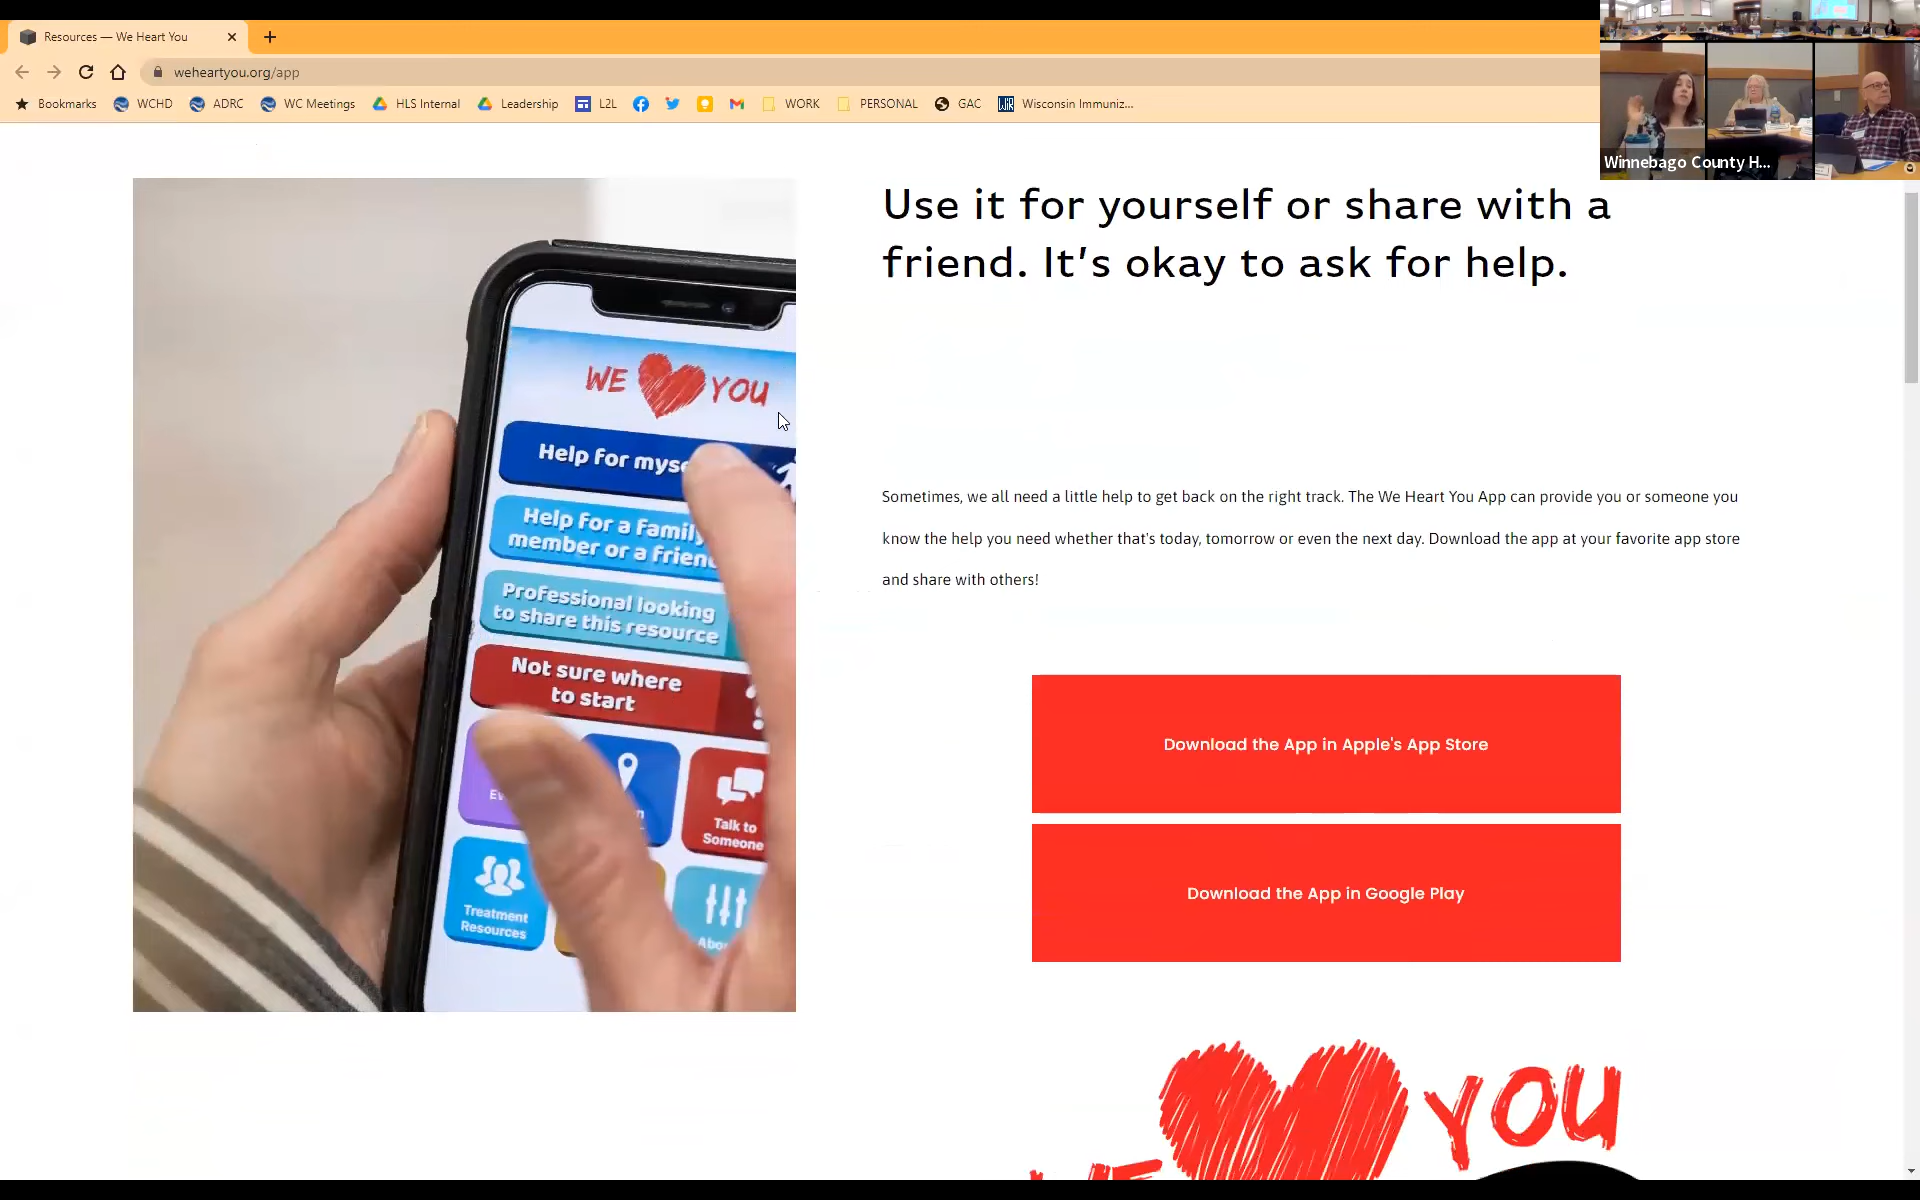 Resources — We Heart You
weheartyou.org/app
Bookmarks WCHD ADRC WC Meetings HLS Internal Leadership L2L WORK PERSONAL GAC Wisconsin Immuniz...
Winnebago County H...
Use it for yourself or share with a
friend. It's okay to ask for help.
WE YOU
Help for myse
Help for a family
member or a friend
Professional looking
to share this resource
Not sure where
to start
Talk to
Someone
Treatment
Resources
Sometimes, we all need a little help to get back on the right track. The We Heart You App can provide you or someone you
know the help you need whether that's today, tomorrow or even the next day. Download the app at your favorite app store
and share with others!
Download the App in Apple's App Store
Download the App in Google Play
YOU
WE